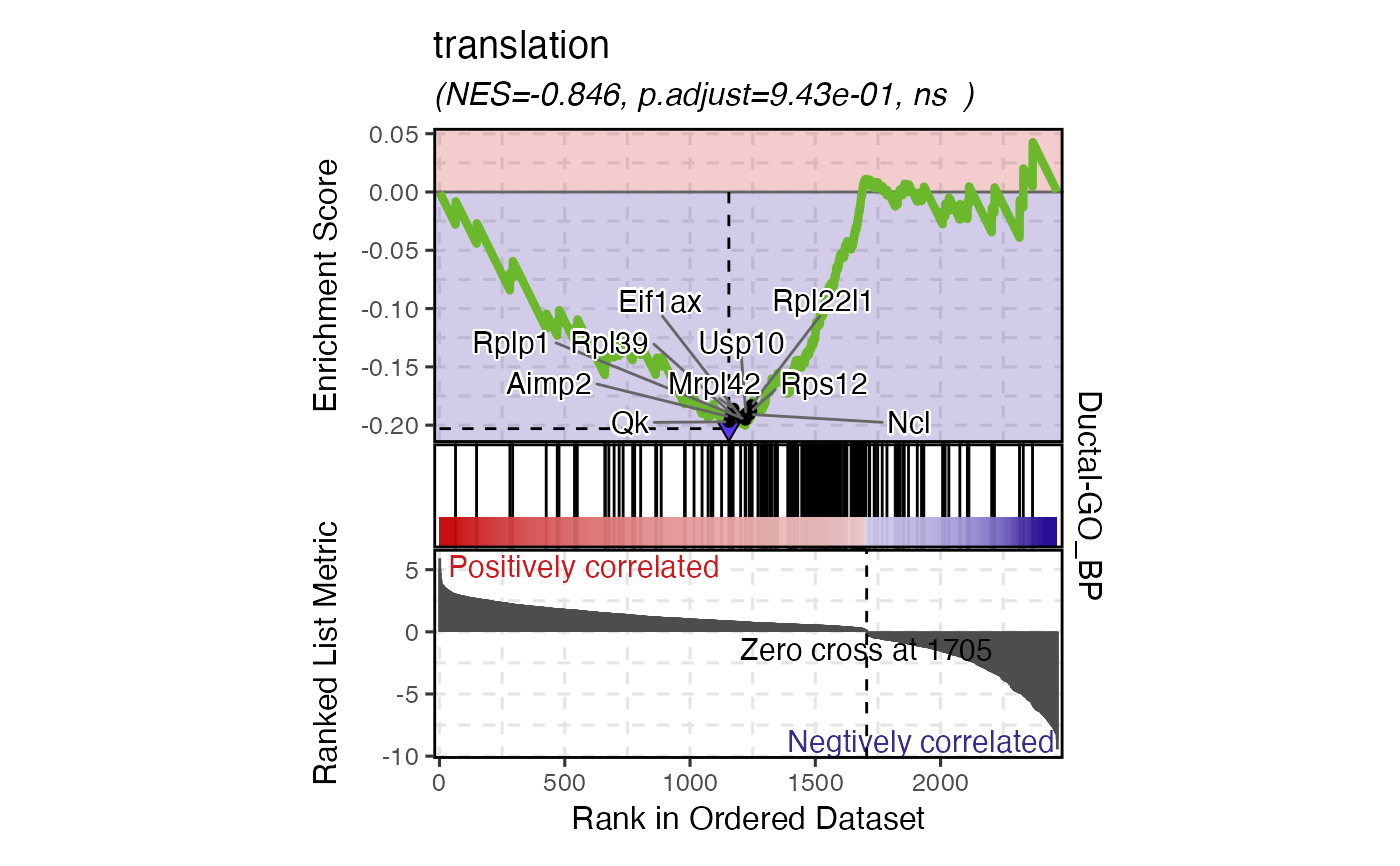 translation
(NES=-0.846, p.adjust=9.43e-01, ns  )
Enrichment Score
0.05
0.00
-0.05
-0.10
-0.15
-0.20
Eif1ax
Rpl22l1
Rplp1
Rpl39
Usp10
Aimp2
Mrpl42
Rps12
Qk
Ncl
Ductal-GO_BP
Ranked List Metric
5
0
-5
-10
Positively correlated
Zero cross at 1705
Negtively correlated
0
500
1000
1500
2000
Rank in Ordered Dataset